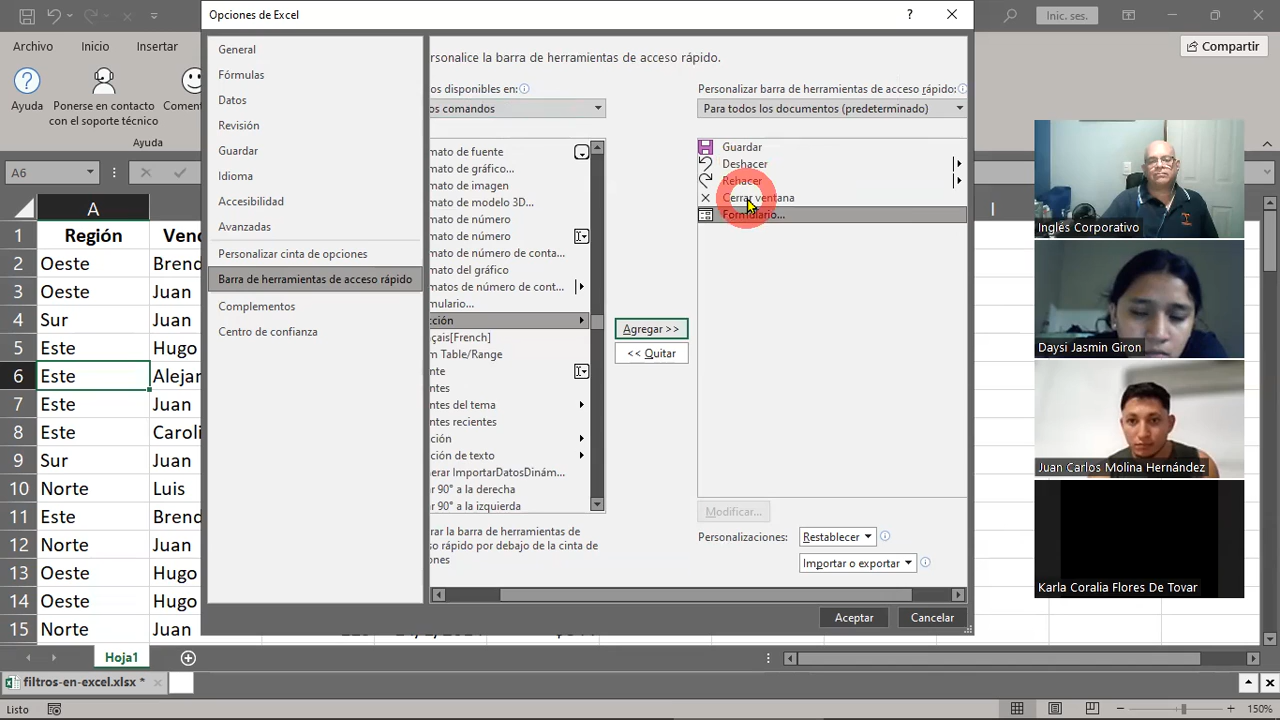 Opciones de Excel
?
Inic. ses.
Archivo Inicio Insertar
Compartir
Ayuda
Ponerse en contacto
con el soporte técnico
Coment
Ayuda
A6
A
I
1 Región Vend
2 Oeste Brend
3 Oeste Juan
4 Sur Juan
5 Este Hugo
6 Este Alejan
7 Este Juan
8 Este Caroli
9 Sur Juan
10 Norte Luis
11 Este Brend
12 Norte Juan
13 Oeste Hugo
14 Oeste Hugo
15 Norte Juan
General
Fórmulas
Datos
Revisión
Guardar
Idioma
Accesibilidad
Avanzadas
Personalizar cinta de opciones
Barra de herramientas de acceso rápido
Complementos
Centro de confianza
rsonalice la barra de herramientas de acceso rápido.
os disponibles en:
os comandos
mato de fuente
mato de gráfico...
mato de imagen
mato de modelo 3D...
mato de número
mato de número
mato de número de conta...
mato del gráfico
matos de número de cont...
mulario...
cción
nçais[French]
m Table/Range
nte
ntes
ntes del tema
ntes recientes
ción
ción de texto
erar ImportarDatosDinám...
ar 90° a la derecha
ar 90° a la izquierda
rar la barra de herramientas de
so rápido por debajo de la cinta de
iones
Agregar >>
<< Quitar
Personalizar barra de herramientas de acceso rápido:
Para todos los documentos (predeterminado)
Guardar
Deshacer
Rehacer
Cerrar ventana
Formulario...
Modificar...
Personalizaciones: Restablecer
Importar o exportar
Aceptar Cancelar
Inglés Corporativo
Daysi Jasmin Giron
Juan Carlos Molina Hernández
Karla Coralia Flores De Tovar
Hoja1
filtros-en-excel.xlsx *
Listo
150%